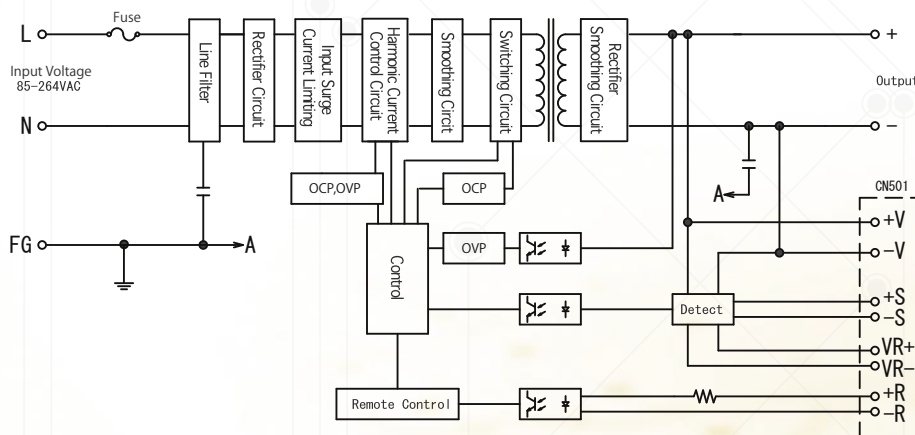 Fuse
L
Line Filter
Rectifier Circuit
Input Surge
Current Limiting
Harmonic Current
Control Circuit
Smoothing Circit
Switching Circuit
Rectifier
Smoothing Circuit
+
Input Voltage
85-264VAC
Output
N
-
OCP,OVP
OCP
A
CN501
+V
FG
A
Control
OVP
-V
Detect
+S
-S
VR+
VR-
Remote Control
+R
-R